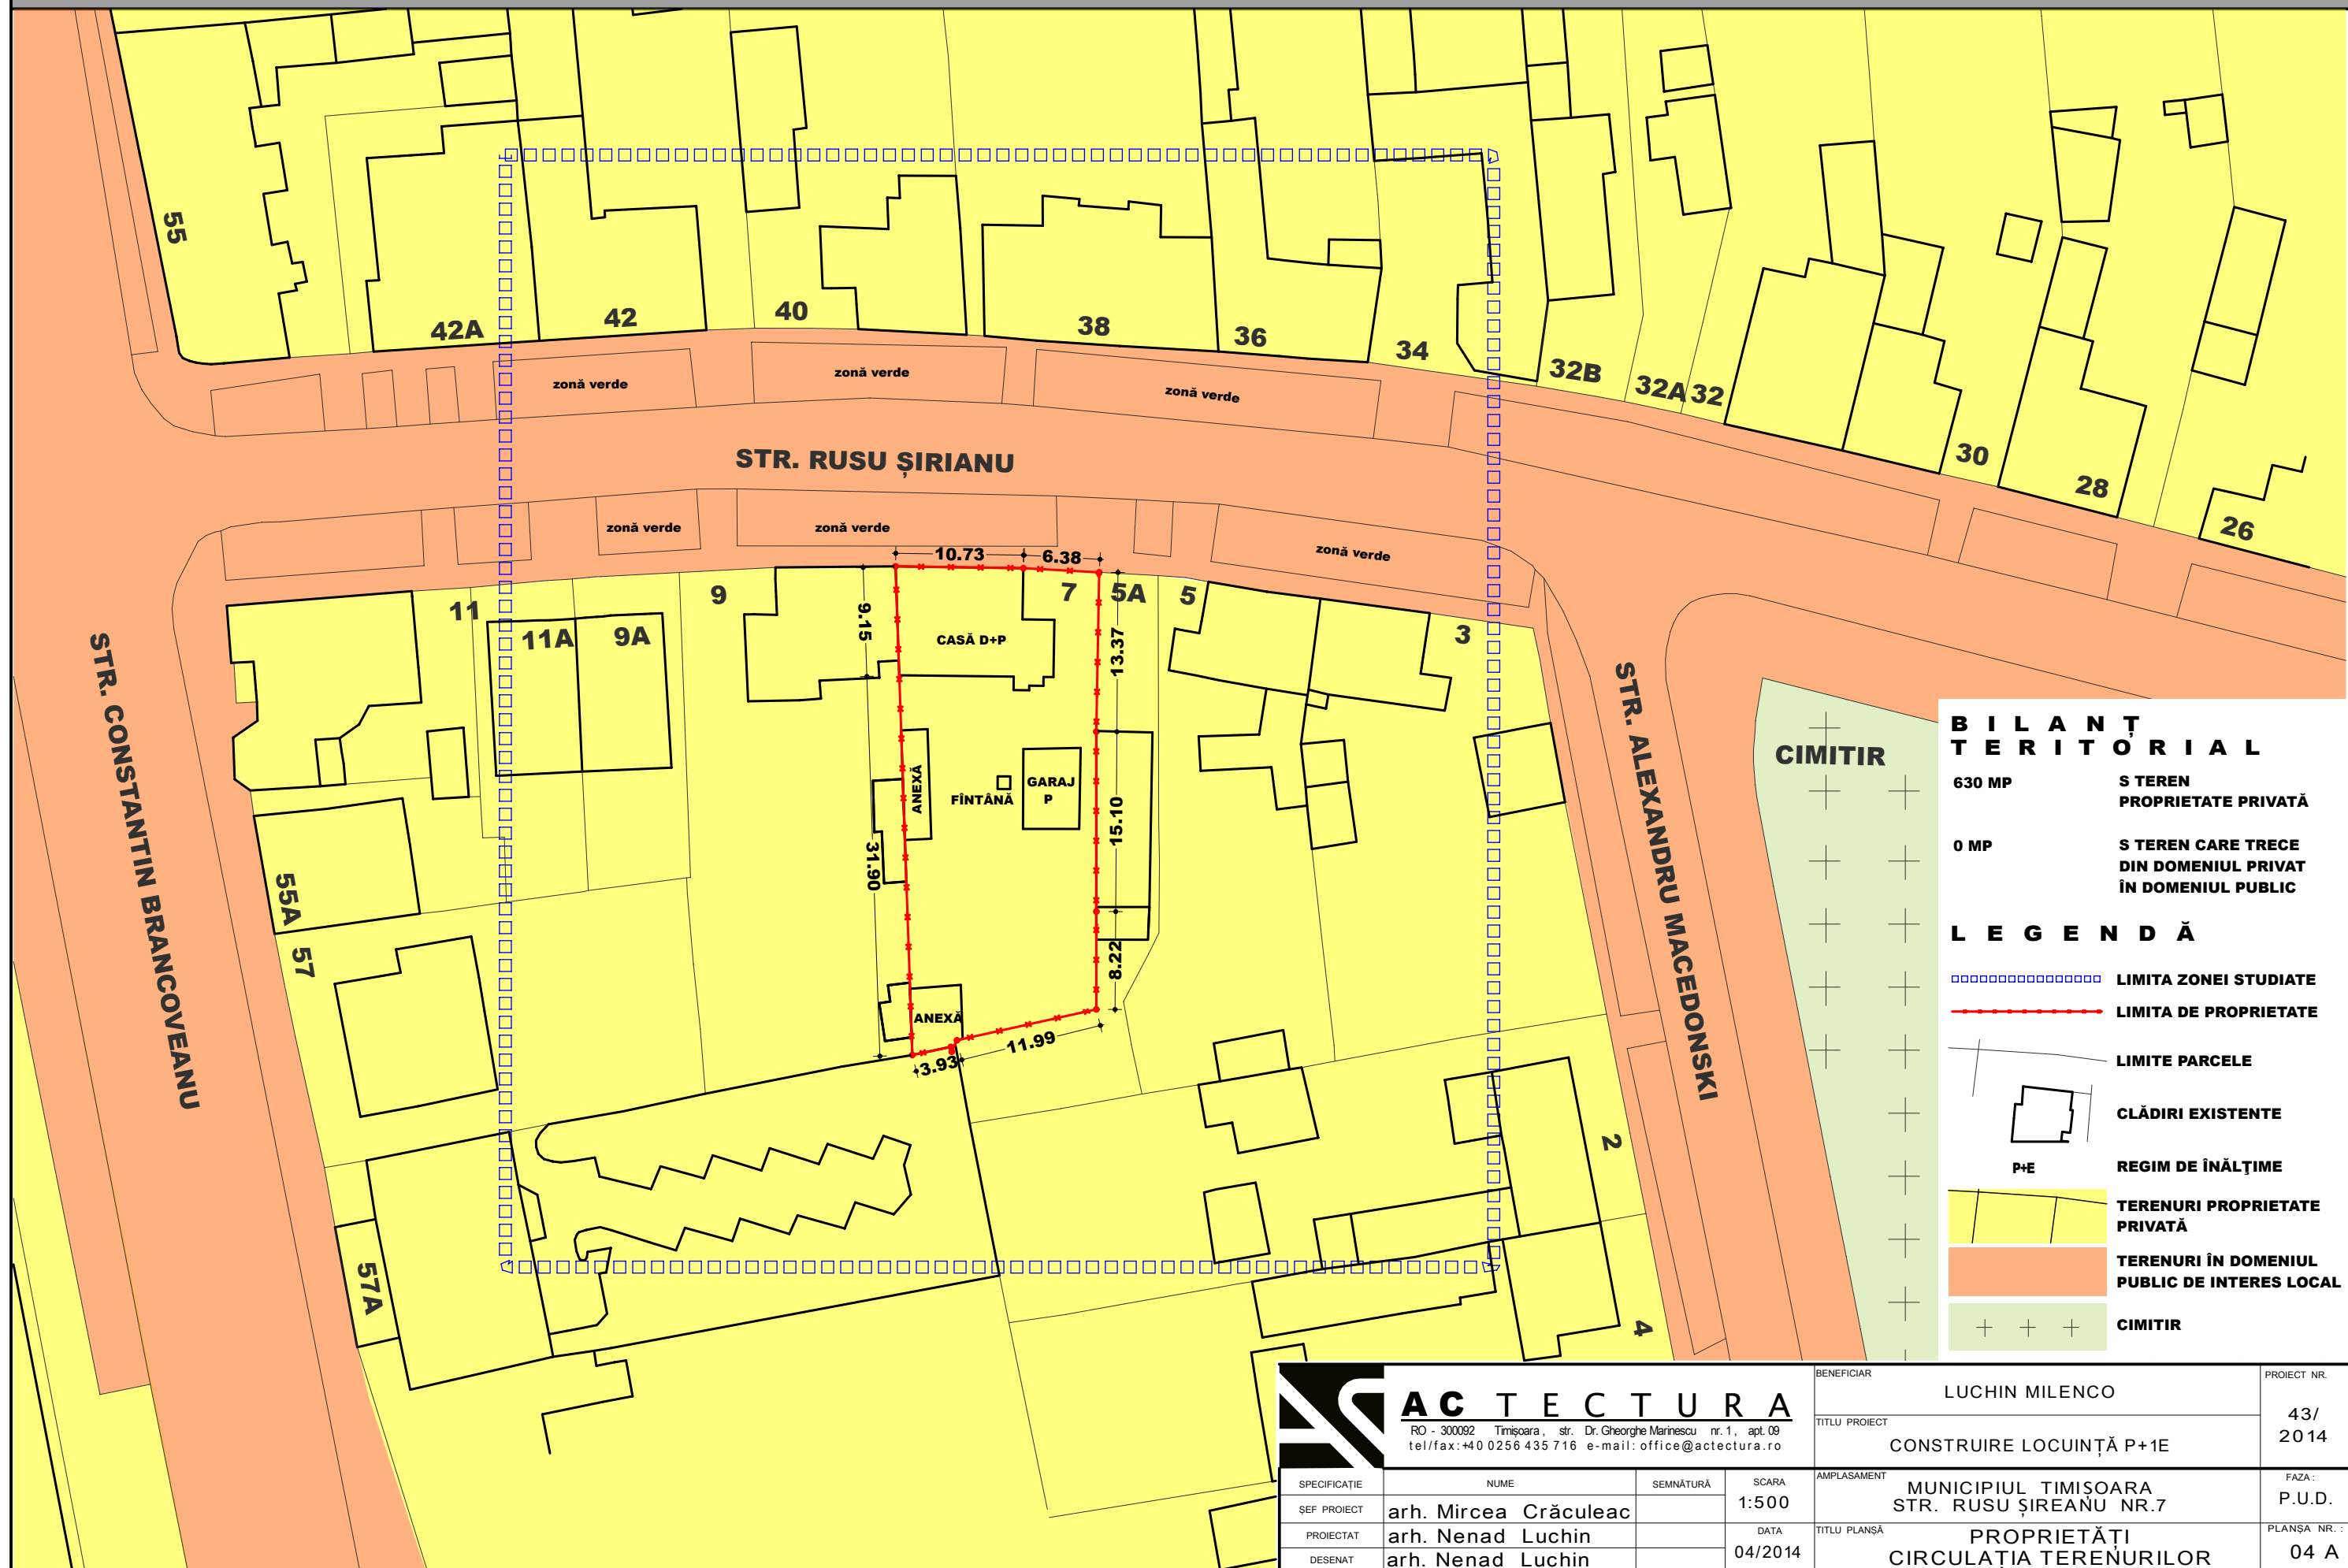 55
42A
42
40
38
36
34
32B
32A
32
30
28
26
zonă verde
zonă verde
zonă verde
STR. RUSU ȘIRIANU
zonă verde
zonă verde
zonă verde
10.73
6.38
11
11A
9A
9
7
5A
5
3
9.15
CASĂ D+P
13.37
STR. CONSTANTIN BRANCOVEANU
STR. ALEXANDRU MACEDONSKI
CIMITIR
ANEXĂ
FÎNTÂNĂ
GARAJ
P
15.10
31.90
55A
57
8.22
ANEXĂ
11.99
3.93
2
57A
4
BILANȚ
TERITORIAL
630 MP
S TEREN
PROPRIETATE PRIVATĂ
0 MP
S TEREN CARE TRECE
DIN DOMENIUL PRIVAT
ÎN DOMENIUL PUBLIC
LEGENDĂ
LIMITA ZONEI STUDIATE
LIMITA DE PROPRIETATE
LIMITE PARCELE
CLĂDIRI EXISTENTE
P+E
REGIM DE ÎNĂLŢIME
TERENURI PROPRIETATE
PRIVATĂ
TERENURI ÎN DOMENIUL
PUBLIC DE INTERES LOCAL
CIMITIR
ACTECTURA
RO - 300092 Timișoara, str. Dr. Gheorghe Marinescu nr. 1, apt. 09
tel/fax: +40 0256 435 716 e-mail: office@actectura.ro
BENEFICIAR
LUCHIN MILENCO
PROIECT NR.
43/
2014
TITLU PROIECT
CONSTRUIRE LOCUINȚĂ P+1E
SPECIFICAȚIE
NUME
SEMNĂTURĂ
SCARA
1:500
AMPLASAMENT
MUNICIPIUL TIMIȘOARA
STR. RUSU ȘIREANU NR.7
FAZA :
P.U.D.
ȘEF PROIECT
arh. Mircea Crăculeac
PROIECTAT
arh. Nenad Luchin
DATA
04/2014
TITLU PLANȘĂ
PROPRIETĂȚI
CIRCULAȚIA TERENURILOR
PLANȘA NR. :
04 A
DESENAT
arh. Nenad Luchin